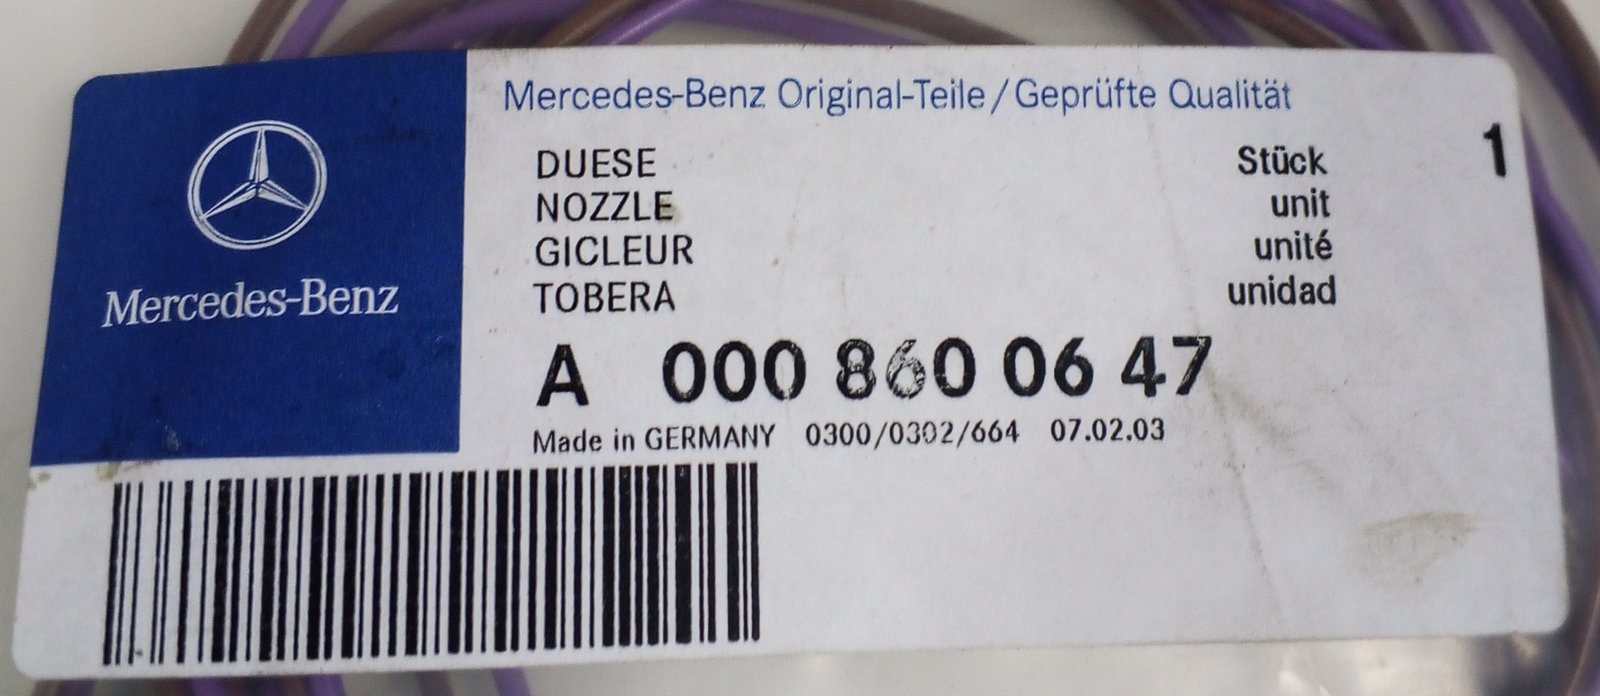 Mercedes-Benz
Mercedes-Benz Original-Teile/Geprüfte Qualität
DUESE Stück 1
NOZZLE unit
GICLEUR unité
TOBERA unidad
A 000 860 06 47
Made in GERMANY 0300/0302/664 07.02.03